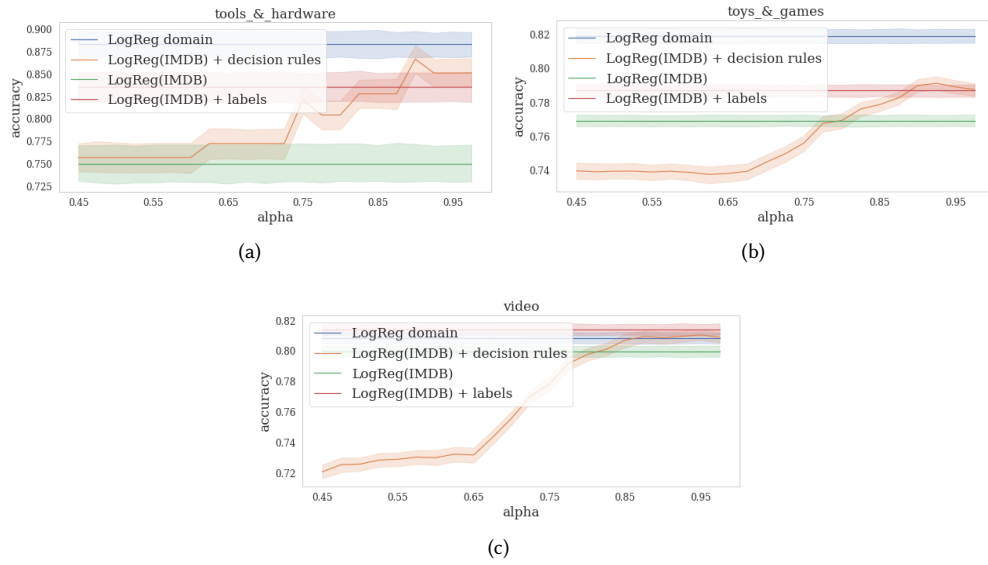 tools_&_hardware
0.900
0.875
0.850
0.825
0.800
0.775
0.750
0.725
accuracy
LogReg domain
LogReg(IMDB) + decision rules
LogReg(IMDB)
LogReg(IMDB) + labels
0.45 0.55 0.65 0.75 0.85 0.95
alpha
(a)
toys_&_games
0.82
0.80
0.78
0.76
0.74
accuracy
LogReg domain
LogReg(IMDB) + decision rules
LogReg(IMDB)
LogReg(IMDB) + labels
0.45 0.55 0.65 0.75 0.85 0.95
alpha
(b)
video
0.82
0.80
0.78
0.76
0.74
0.72
accuracy
LogReg domain
LogReg(IMDB) + decision rules
LogReg(IMDB)
LogReg(IMDB) + labels
0.45 0.55 0.65 0.75 0.85 0.95
alpha
(c)